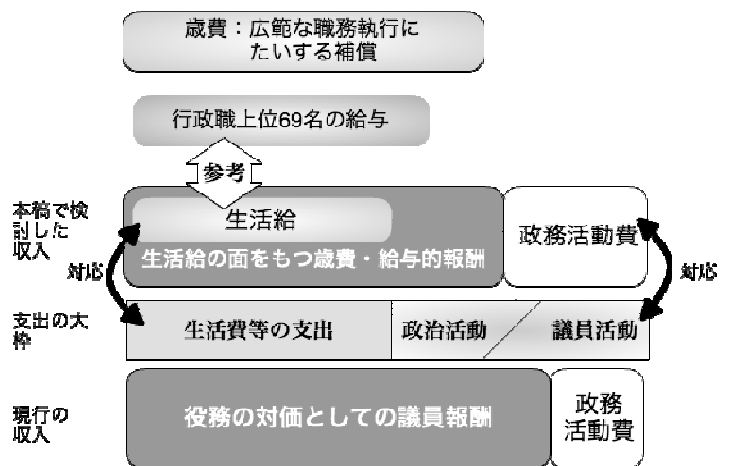 歳費：広範な職務執行に
たいする補償
行政職上位69名の給与
参考
本稿で検
討した
収入
生活給
生活給の面をもつ歳費・給与的報酬
政務活動費
対応
対応
支出の大
枠
生活費等の支出
政治活動
議員活動
現行の
収入
役務の対価としての議員報酬
政務
活動費